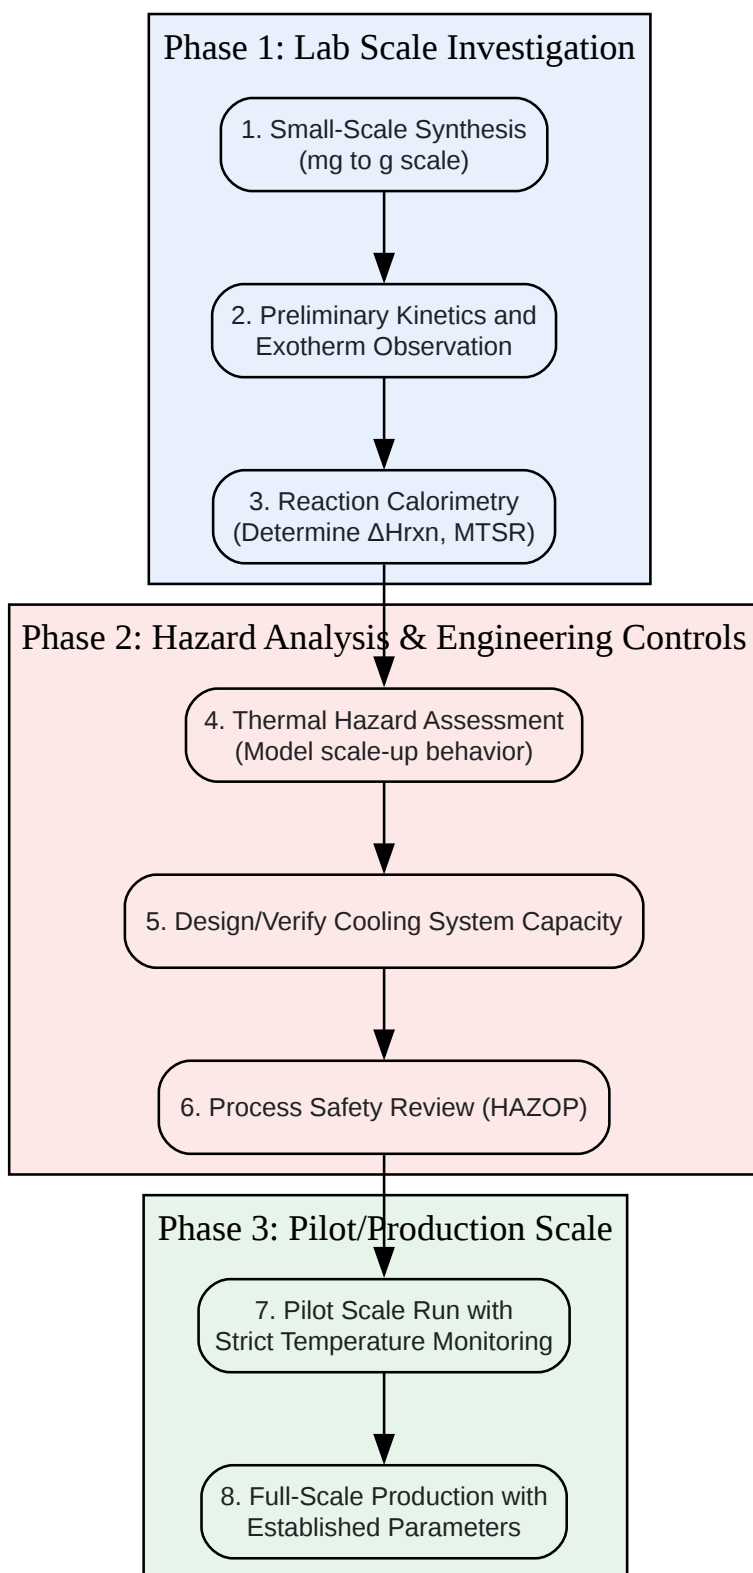 Phase 1: Lab Scale Investigation
1. Small-Scale Synthesis
(mg to g scale)
2. Preliminary Kinetics and
Exotherm Observation
3. Reaction Calorimetry
(Determine ΔHrxn, MTSR)
Phase 2: Hazard Analysis & Engineering Controls
4. Thermal Hazard Assessment
(Model scale-up behavior)
5. Design/Verify Cooling System Capacity
6. Process Safety Review (HAZOP)
Phase 3: Pilot/Production Scale
7. Pilot Scale Run with
Strict Temperature Monitoring
8. Full-Scale Production with
Established Parameters